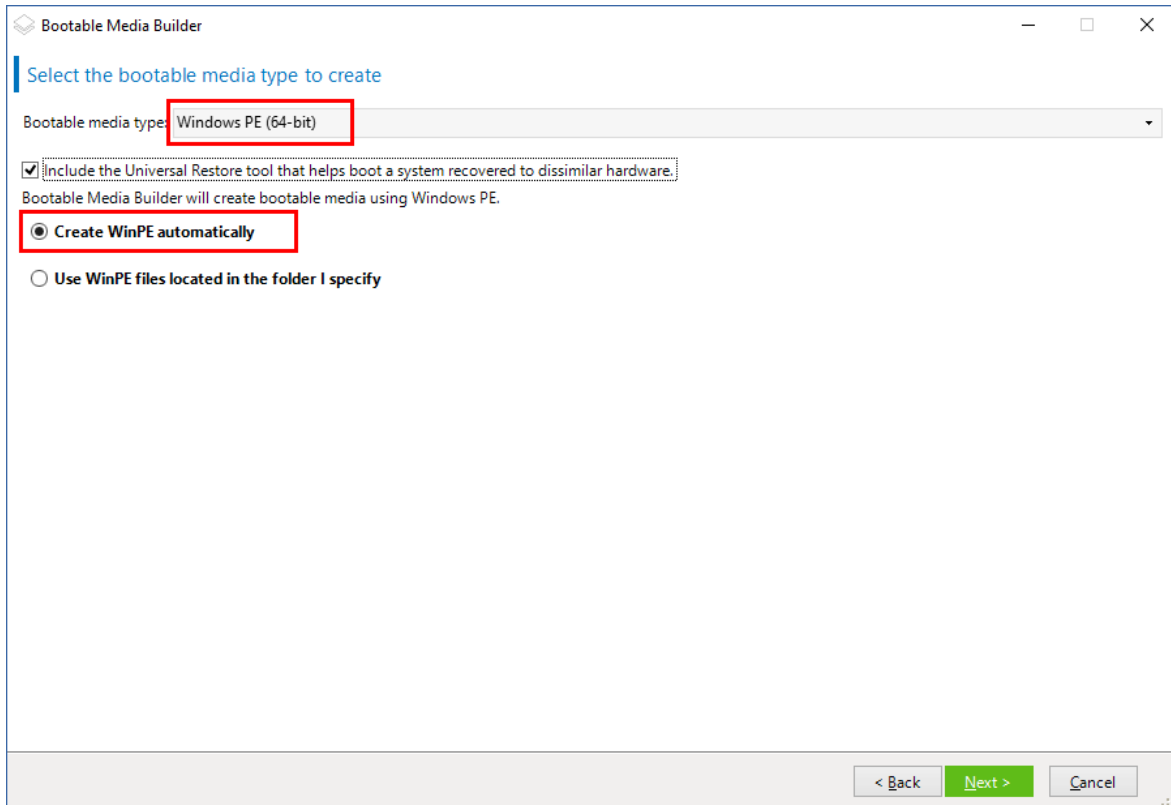 Bootable Media Builder
Select the bootable media type to create
Bootable media type: Windows PE (64-bit)
Include the Universal Restore tool that helps boot a system recovered to dissimilar hardware.
Bootable Media Builder will create bootable media using Windows PE.
Create WinPE automatically
Use WinPE files located in the folder I specify
< Back Next > Cancel